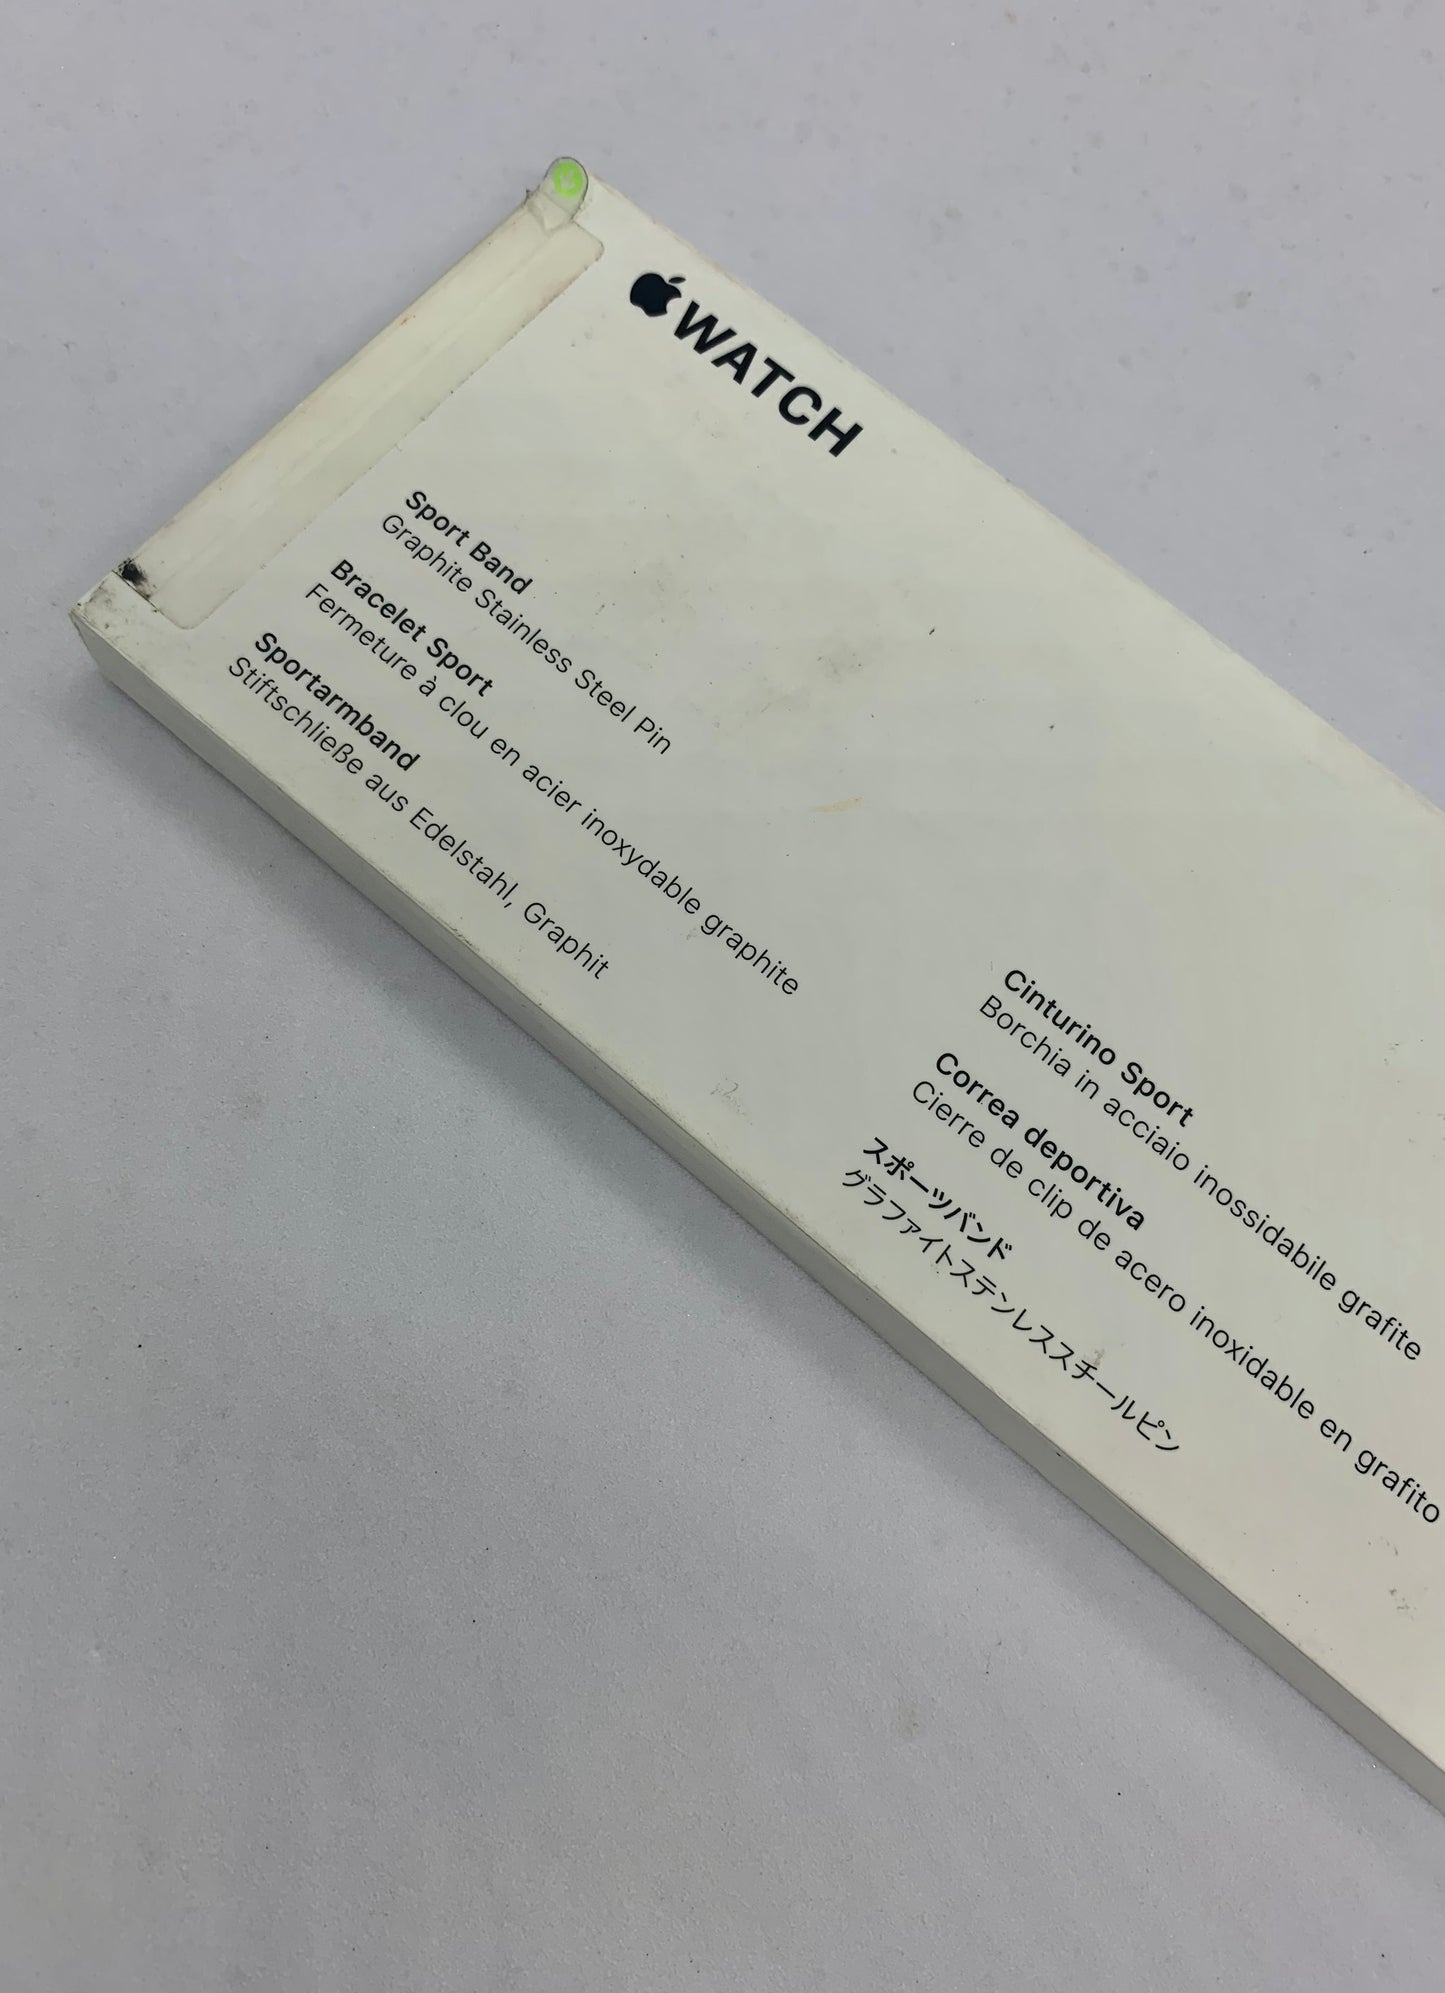 WATCH
Sport Band
Graphite Stainless Steel Pin
Bracelet Sport
Fermeture à clou en acier inoxydable graphite
Sportarmband
Stiftschließe aus Edelstahl, Graphit
Cinturino Sport
Borchia in acciaio inossidabile grafite
Correa deportiva
Cierre de clip de acero inoxidable en grafito
スポーツバンド
グラファイトステンレススチールピン